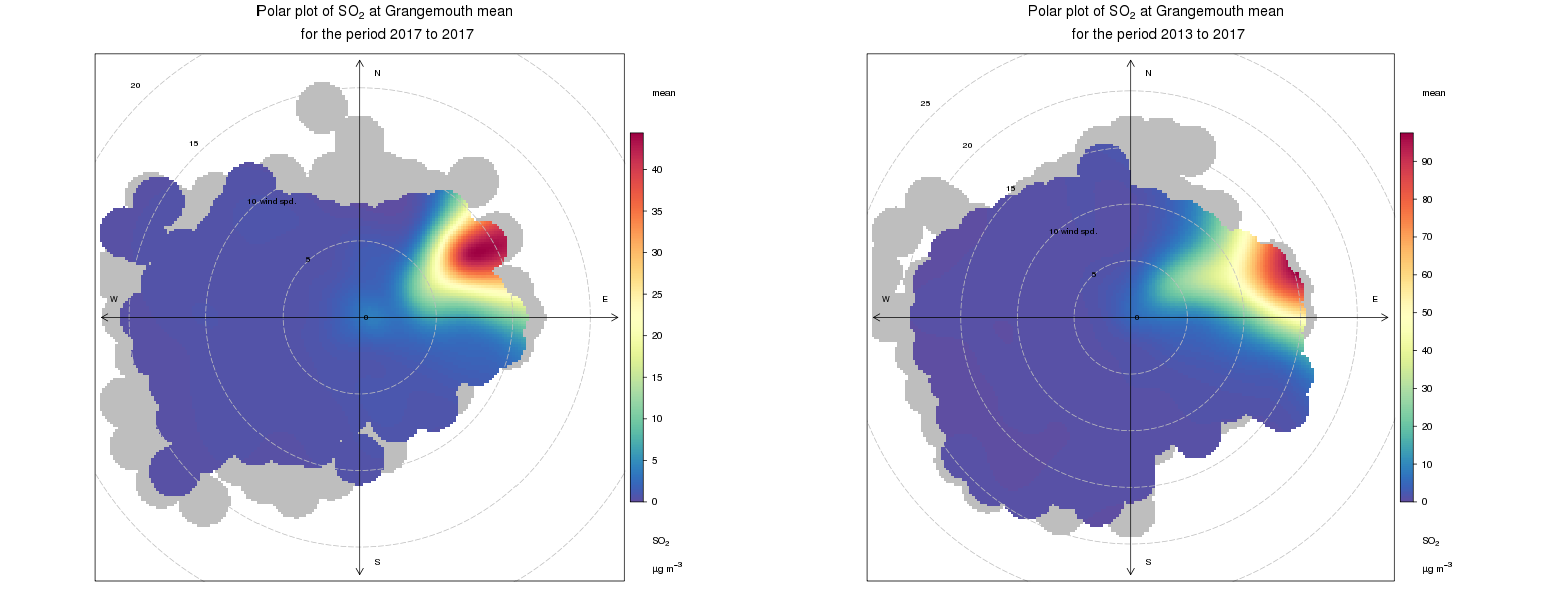 Polar plot of SO₂ at Grangemouth mean
for the period 2017 to 2017
N
20
mean
15
40
35
10 wind spd.
30
5
25
W
E
0
20
15
10
5
0
SO₂
S
µg m⁻³
Polar plot of SO₂ at Grangemouth mean
for the period 2013 to 2017
N
25
mean
20
90
80
15
70
10 wind spd.
60
5
50
W
E
0
40
30
20
10
0
SO₂
S
µg m⁻³